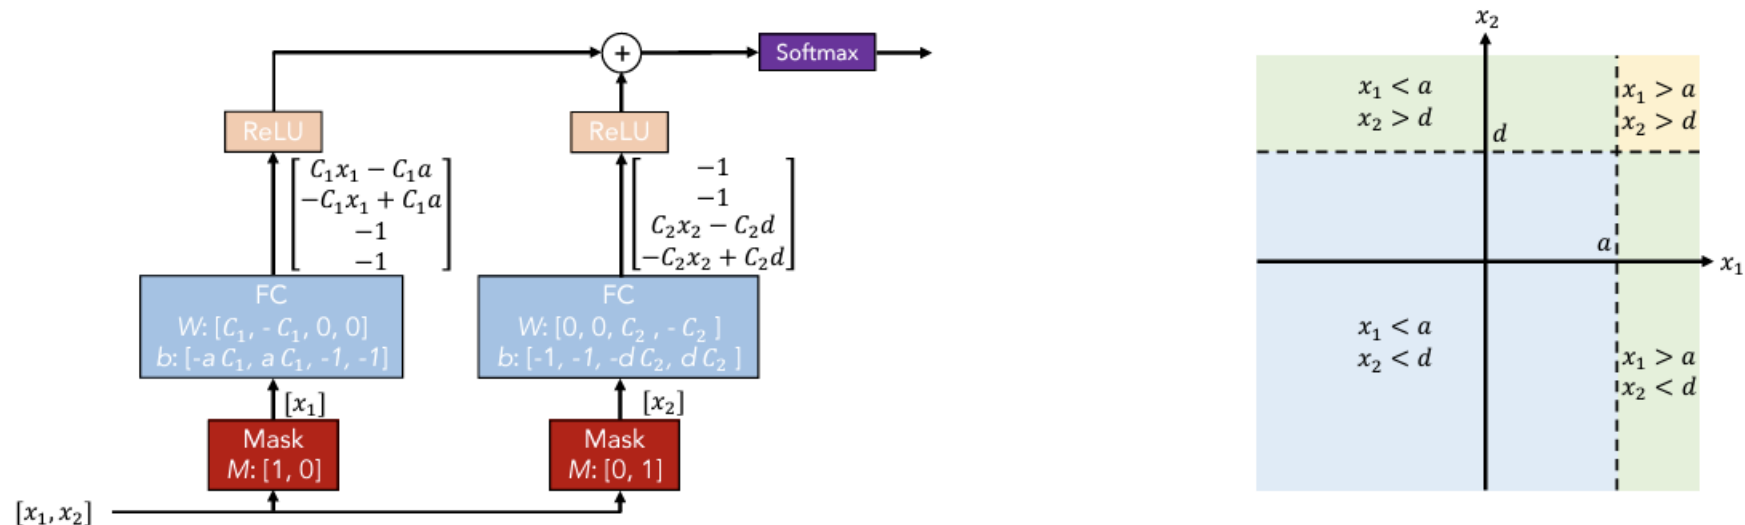 Softmax
+
ReLU
ReLU
C₁x₁ − C₁a
−C₁x₁ + C₁a
−1
−1
−1
−1
C₂x₂ − C₂d
−C₂x₂ + C₂d
FC
W: [C₁, - C₁, 0, 0]
b: [-a C₁, a C₁, -1, -1]
FC
W: [0, 0, C₂ , - C₂ ]
b: [-1, -1, -d C₂, d C₂ ]
[x₁]
[x₂]
Mask
M: [1, 0]
Mask
M: [0, 1]
[x₁, x₂]
x₂
x₁ < a
x₂ > d
x₁ > a
x₂ > d
d
a
x₁
x₁ < a
x₂ < d
x₁ > a
x₂ < d